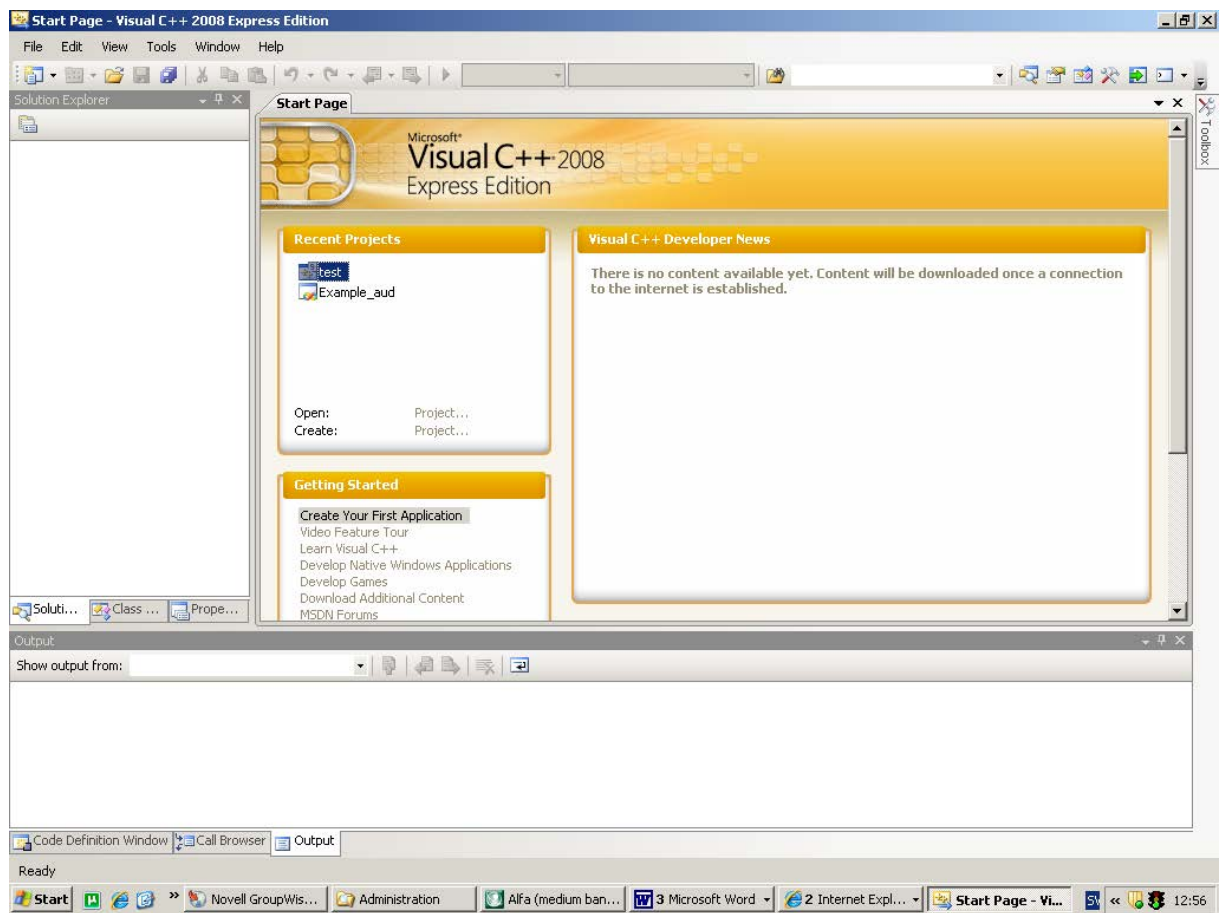 Start Page - Visual C++ 2008 Express Edition
File Edit View Tools Window Help
Solution Explorer
Start Page
Toolbox
Microsoft
Visual C++ 2008
Express Edition
Recent Projects
test
Example_aud
Open: Project...
Create: Project...
Getting Started
Create Your First Application
Video Feature Tour
Learn Visual C++
Develop Native Windows Applications
Develop Games
Download Additional Content
MSDN Forums
Visual C++ Developer News
There is no content available yet. Content will be downloaded once a connection
to the internet is established.
Soluti... Class ... Prope...
Output
Show output from:
Code Definition Window Call Browser Output
Ready
Start Novell GroupWis... Administration Alfa (medium ban... 3 Microsoft Word 2 Internet Expl... Start Page - Vi... SV 12:56